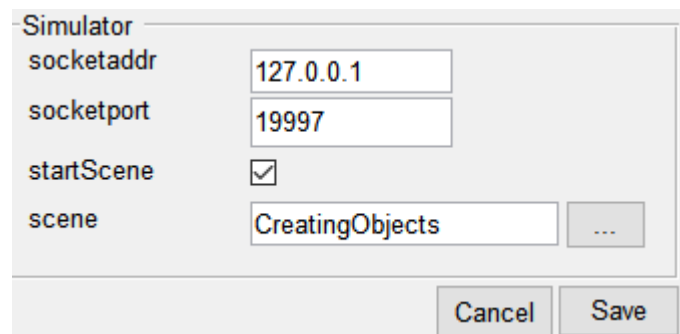 Simulator
socketaddr 127.0.0.1
socketport 19997
startScene
scene CreatingObjects ...
Cancel Save